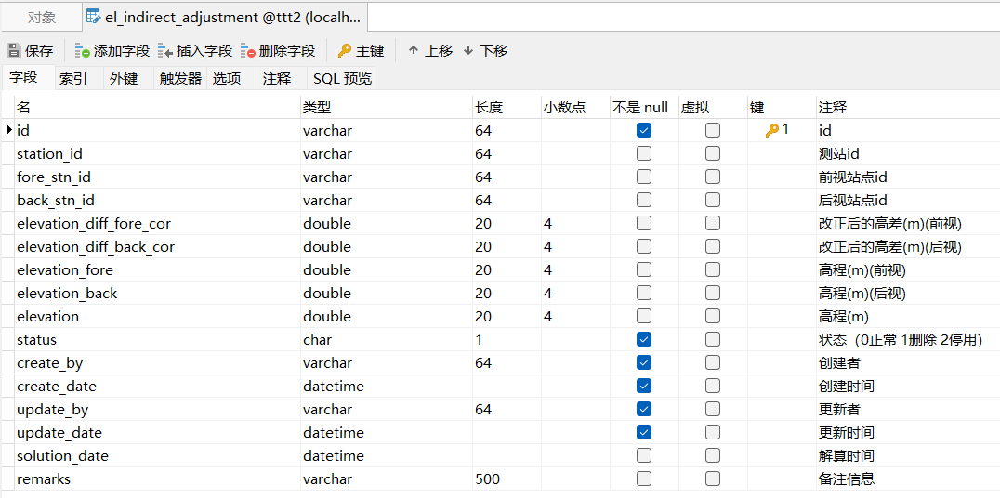 对象 el_indirect_adjustment @ttt2 (localh...
保存 添加字段 插入字段 删除字段 主键 上移 下移
字段 索引 外键 触发器 选项 注释 SQL 预览
名 类型 长度 小数点 不是 null 虚拟 键 注释
id varchar 64 1 id
station_id varchar 64 测站id
fore_stn_id varchar 64 前视站点id
back_stn_id varchar 64 后视站点id
elevation_diff_fore_cor double 20 4 改正后的高差(m)(前视)
elevation_diff_back_cor double 20 4 改正后的高差(m)(后视)
elevation_fore double 20 4 高程(m)(前视)
elevation_back double 20 4 高程(m)(后视)
elevation double 20 4 高程(m)
status char 1 状态（0正常 1删除 2停用)
create_by varchar 64 创建者
create_date datetime 创建时间
update_by varchar 64 更新者
update_date datetime 更新时间
solution_date datetime 解算时间
remarks varchar 500 备注信息